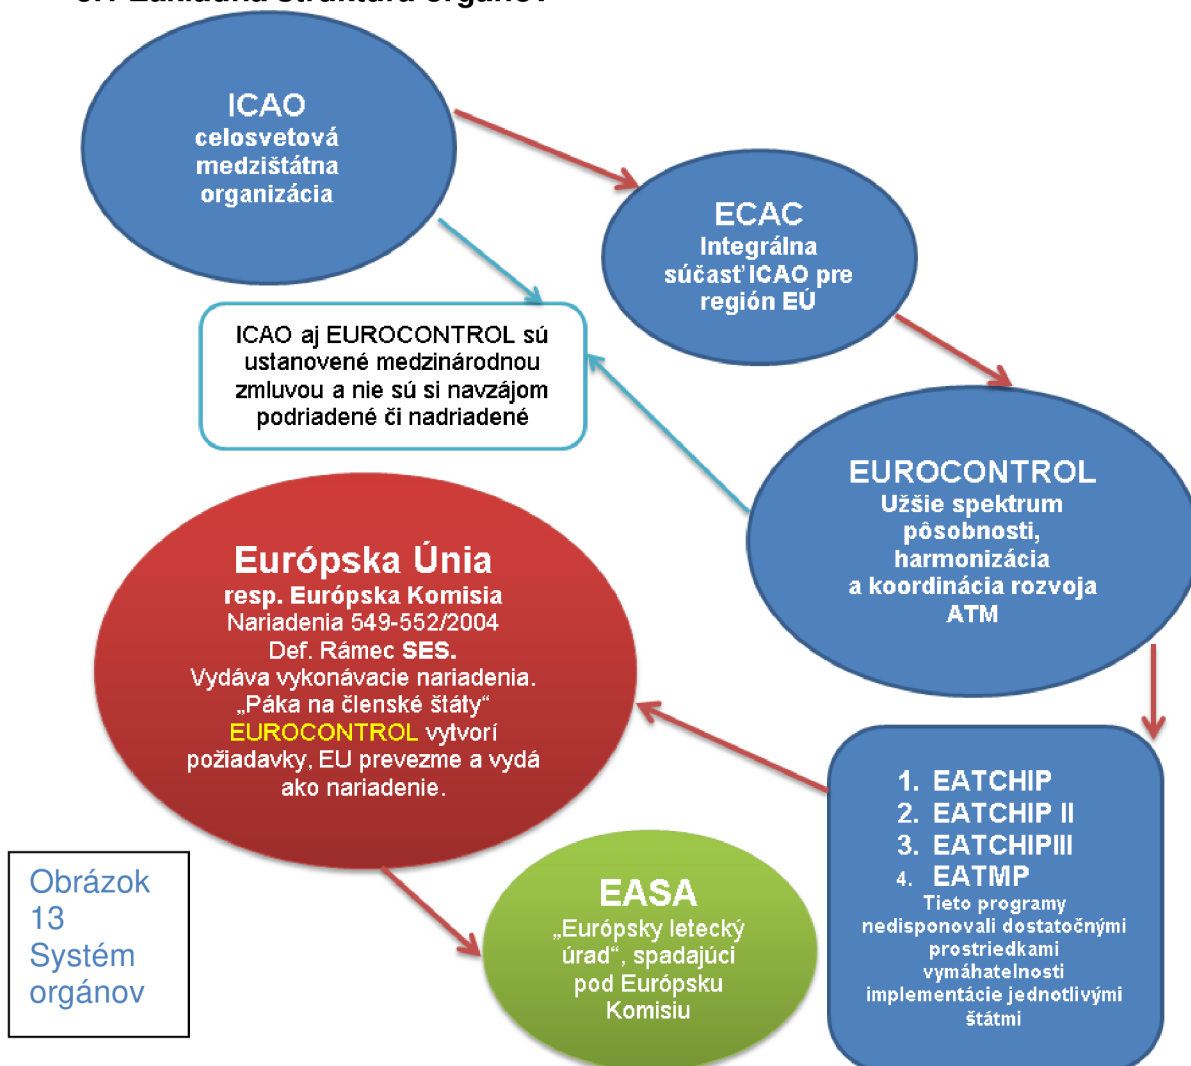 ICAO
celosvetová
medzištátna
organizácia
ECAC
Integrálna
súčasť ICAO pre
región EÚ
ICAO aj EUROCONTROL sú
ustanovené medzinárodnou
zmluvou a nie sú si navzájom
podriadené či nadriadené
EUROCONTROL
Užšie spektrum
pôsobnosti,
harmonizácia
a koordinácia rozvoja
ATM
Európska Únia
resp. Európska Komisia
Nariadenia 549-552/2004
Def. Rámec SES.
Vydáva vykonávacie nariadenia.
„Páka na členské štáty“
EUROCONTROL vytvorí
požiadavky, EU prevezme a vydá
ako nariadenie.
1. EATCHIP
2. EATCHIP II
3. EATCHIPIII
4. EATMP
Tieto programy
nedisponovali dostatočnými
prostriedkami
vymáhatelnosti
implementácie jednotlivými
štátmi
EASA
„Európsky letecký
úrad“, spadajúci
pod Európsku
Komisiu
Obrázok
13
Systém
orgánov